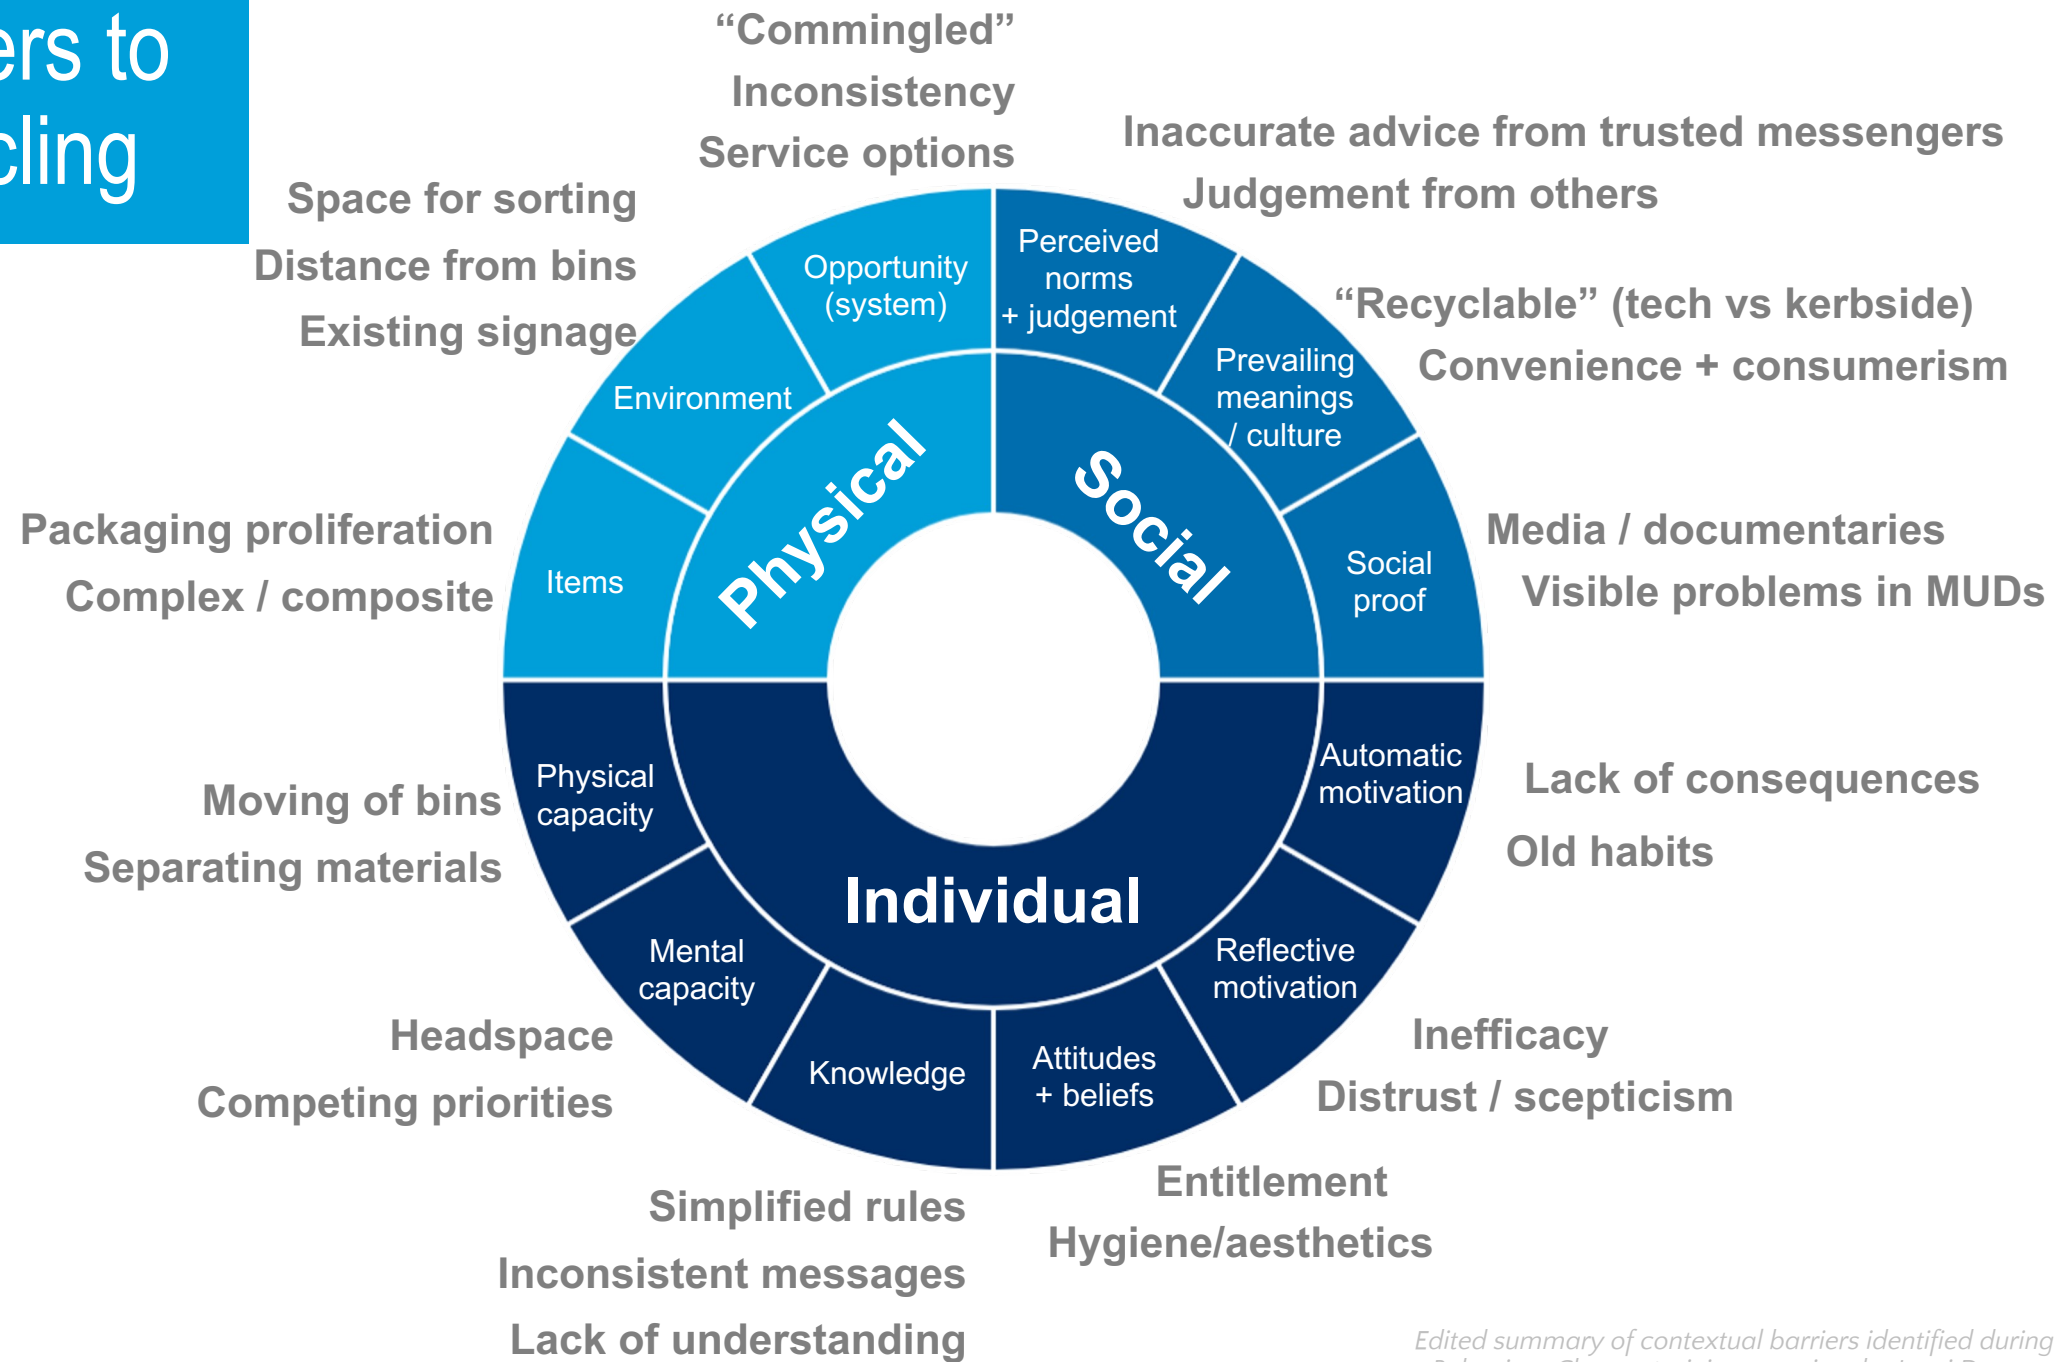 ers to
cling
“Commingled”
Inconsistency
Service options
Inaccurate advice from trusted messengers
Judgement from others
Space for sorting
Distance from bins
Existing signage
“Recyclable” (tech vs kerbside)
Convenience + consumerism
Packaging proliferation
Complex / composite
Media / documentaries
Visible problems in MUDs
Opportunity
(system)
Perceived
norms
+ judgement
Environment
Prevailing
meanings
/ culture
Items
Social
proof
Physical
Social
Individual
Physical
capacity
Automatic
motivation
Mental
capacity
Reflective
motivation
Knowledge
Attitudes
+ beliefs
Moving of bins
Separating materials
Lack of consequences
Old habits
Headspace
Competing priorities
Inefficacy
Distrust / scepticism
Simplified rules
Inconsistent messages
Lack of understanding
Entitlement
Hygiene/aesthetics
Edited summary of contextual barriers identified during